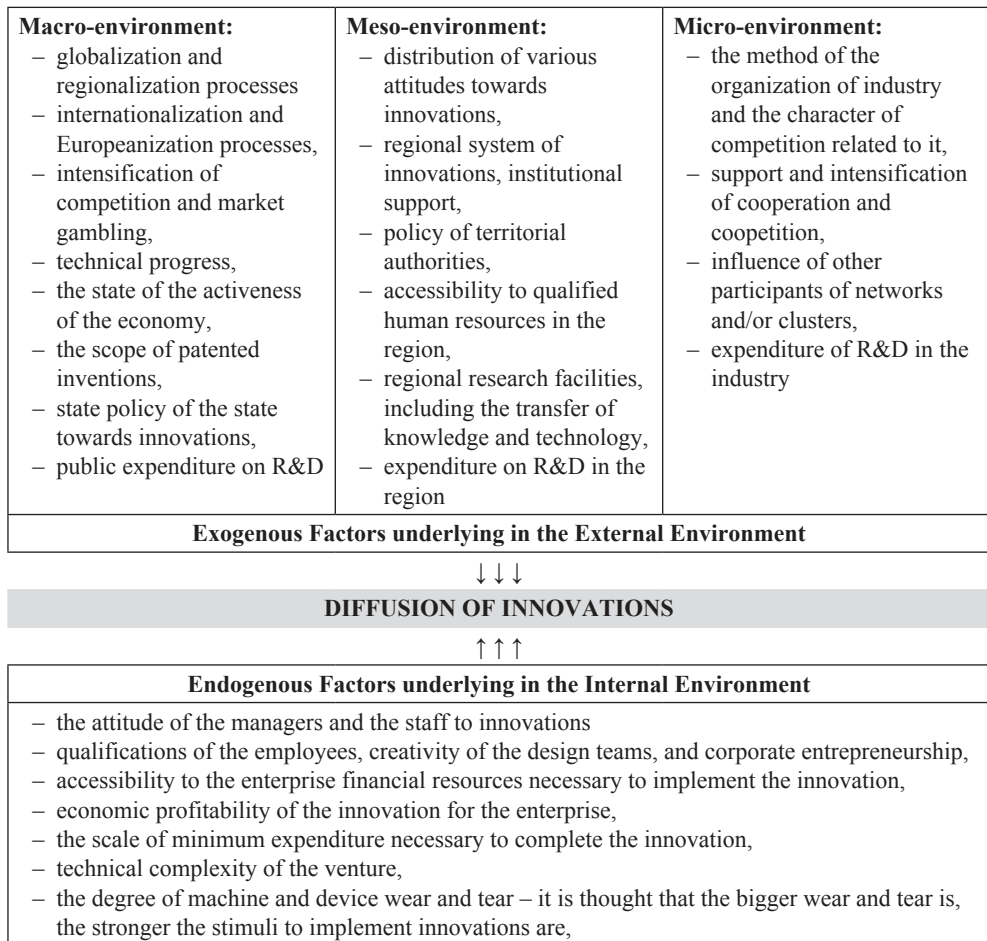 Macro-environment:
– globalization and
regionalization processes
– internationalization and
Europeanization processes,
– intensification of
competition and market
gambling,
– technical progress,
– the state of the activeness
of the economy,
– the scope of patented
inventions,
– state policy of the state
towards innovations,
– public expenditure on R&D
Meso-environment:
– distribution of various
attitudes towards
innovations,
– regional system of
innovations, institutional
support,
– policy of territorial
authorities,
– accessibility to qualified
human resources in the
region,
– regional research facilities,
including the transfer of
knowledge and technology,
– expenditure on R&D in the
region
Micro-environment:
– the method of the
organization of industry
and the character of
competition related to it,
– support and intensification
of cooperation and
coopetition,
– influence of other
participants of networks
and/or clusters,
– expenditure of R&D in the
industry
Exogenous Factors underlying in the External Environment
↓ ↓ ↓
DIFFUSION OF INNOVATIONS
↑ ↑ ↑
Endogenous Factors underlying in the Internal Environment
– the attitude of the managers and the staff to innovations
– qualifications of the employees, creativity of the design teams, and corporate entrepreneurship,
– accessibility to the enterprise financial resources necessary to implement the innovation,
– economic profitability of the innovation for the enterprise,
– the scale of minimum expenditure necessary to complete the innovation,
– technical complexity of the venture,
– the degree of machine and device wear and tear – it is thought that the bigger wear and tear is,
the stronger the stimuli to implement innovations are,